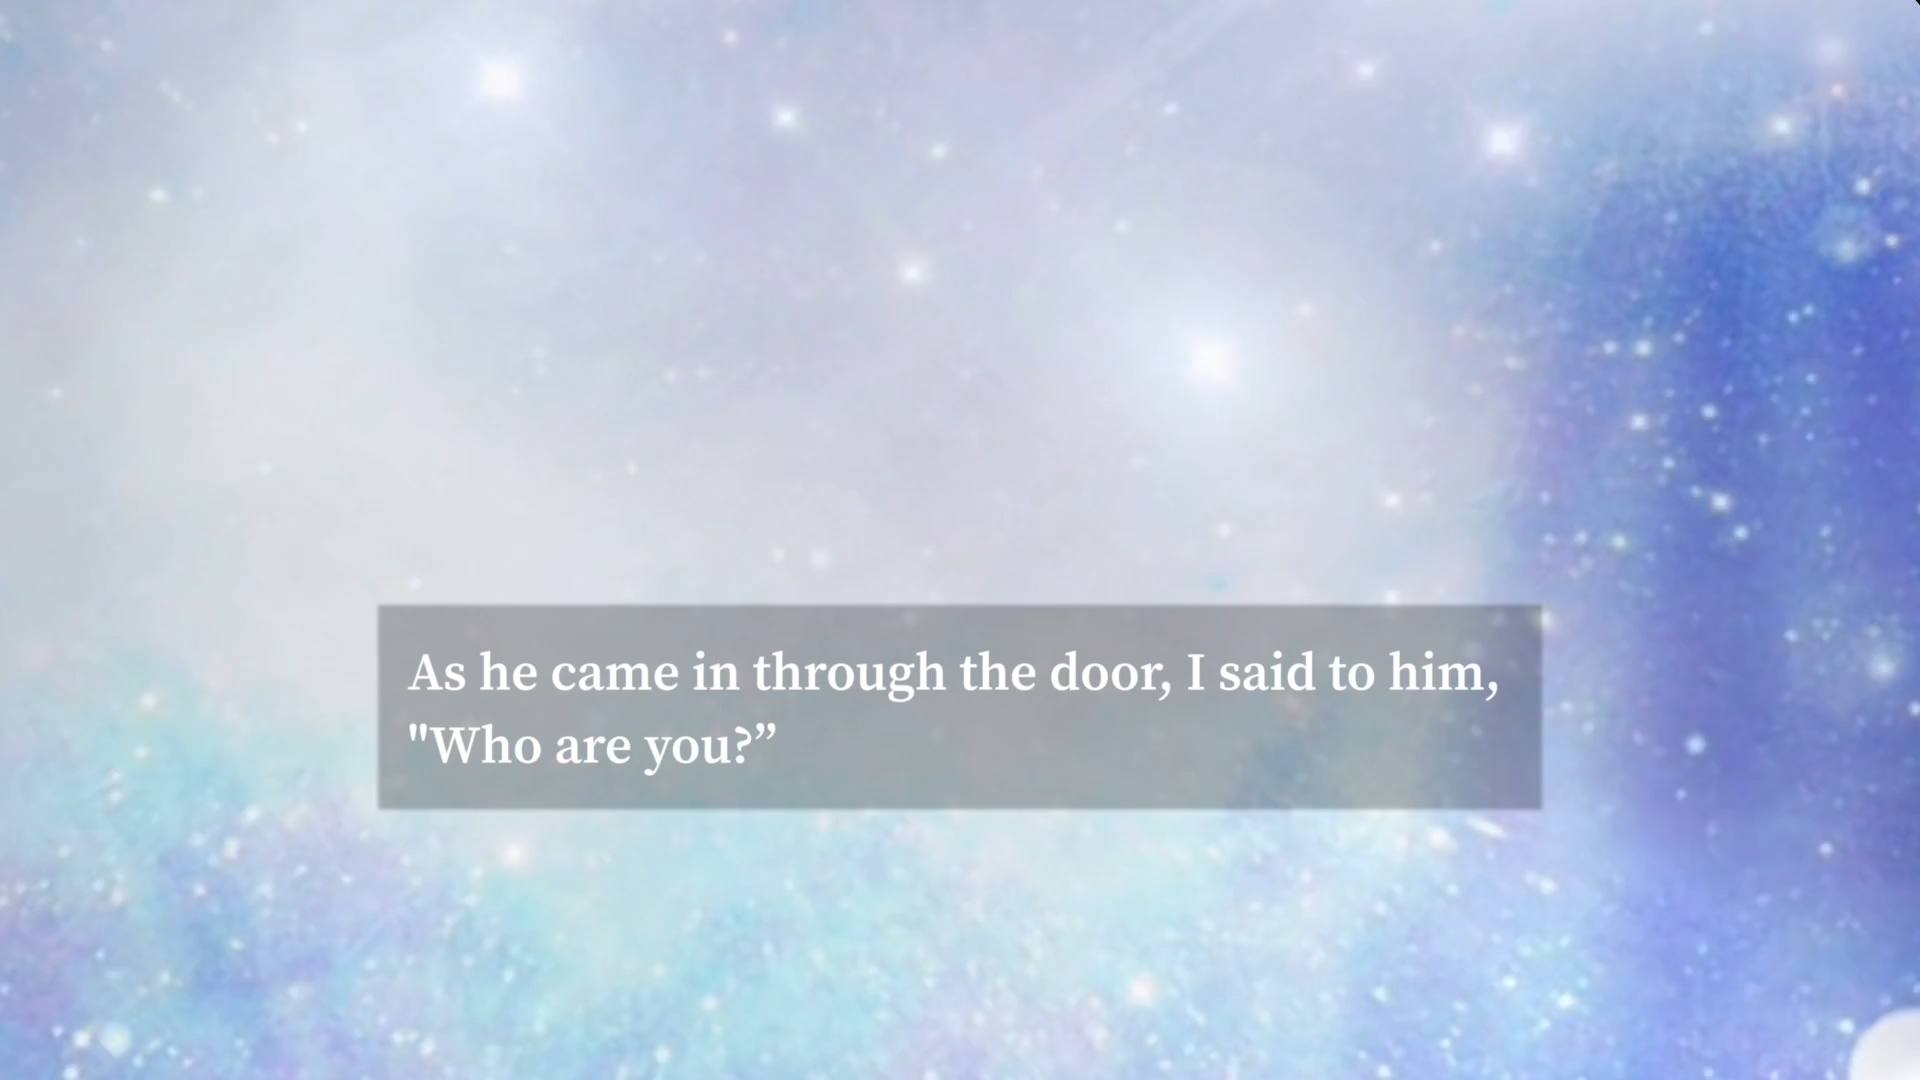 As he came in through the door, I said to him,
"Who are you?”